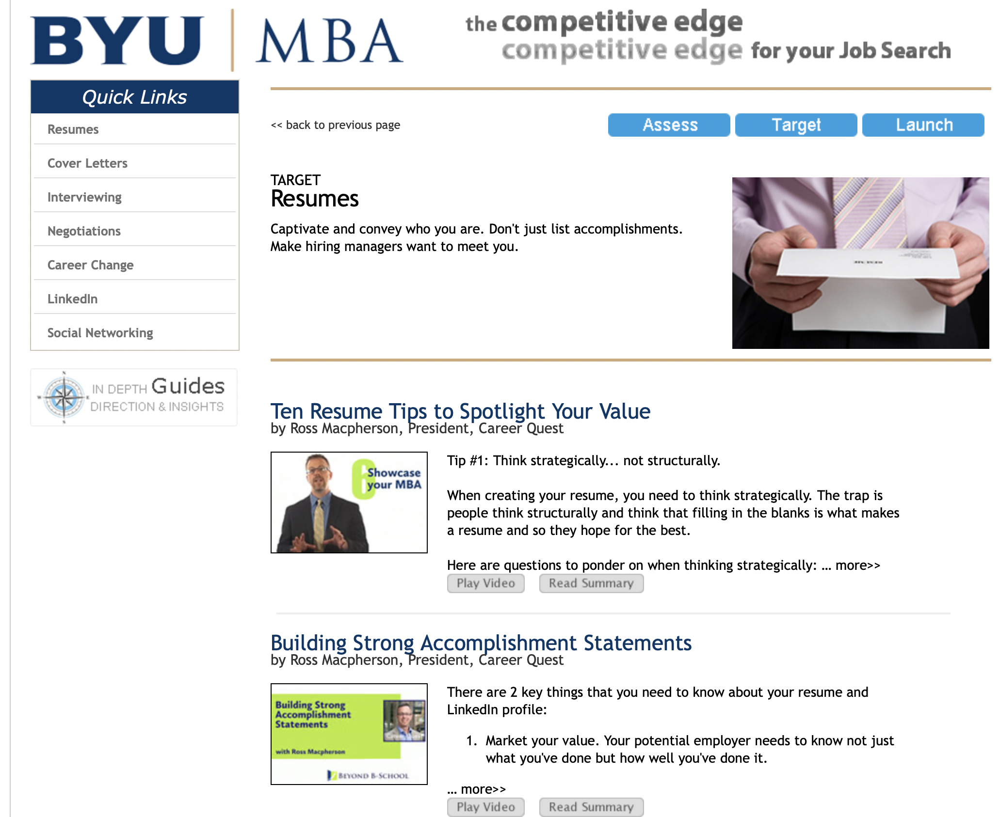 BYU | MBA
the competitive edge
competitive edge for your Job Search
Quick Links
Resumes
Cover Letters
Interviewing
Negotiations
Career Change
LinkedIn
Social Networking
N
W E
S
IN DEPTH Guides
DIRECTION & INSIGHTS
<< back to previous page
Assess
Target
Launch
TARGET
Resumes
Captivate and convey who you are. Don't just list accomplishments.
Make hiring managers want to meet you.
RESUME
Ten Resume Tips to Spotlight Your Value
by Ross Macpherson, President, Career Quest
6 Showcase
your MBA
Tip #1: Think strategically... not structurally.
When creating your resume, you need to think strategically. The trap is
people think structurally and think that filling in the blanks is what makes
a resume and so they hope for the best.
Here are questions to ponder on when thinking strategically: … more>>
Play Video
Read Summary
Building Strong Accomplishment Statements
by Ross Macpherson, President, Career Quest
Building Strong
Accomplishment
Statements
with Ross Macpherson
BEYOND B-SCHOOL
There are 2 key things that you need to know about your resume and
LinkedIn profile:
1. Market your value. Your potential employer needs to know not just
what you've done but how well you've done it.
… more>>
Play Video
Read Summary